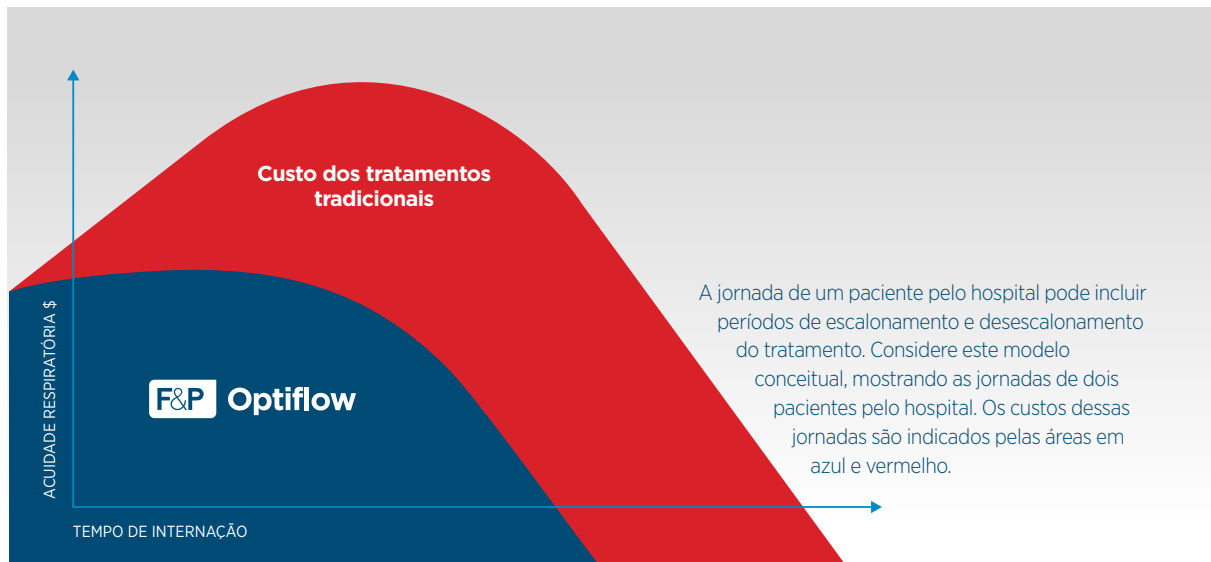 Custo dos tratamentos
tradicionais
A jornada de um paciente pelo hospital pode incluir
períodos de escalonamento e desescalonamento
do tratamento. Considere este modelo
conceitual, mostrando as jornadas de dois
pacientes pelo hospital. Os custos dessas
jornadas são indicados pelas áreas em
azul e vermelho.
F&P Optiflow
ACUIDADE RESPIRATÓRIA $
TEMPO DE INTERNAÇÃO